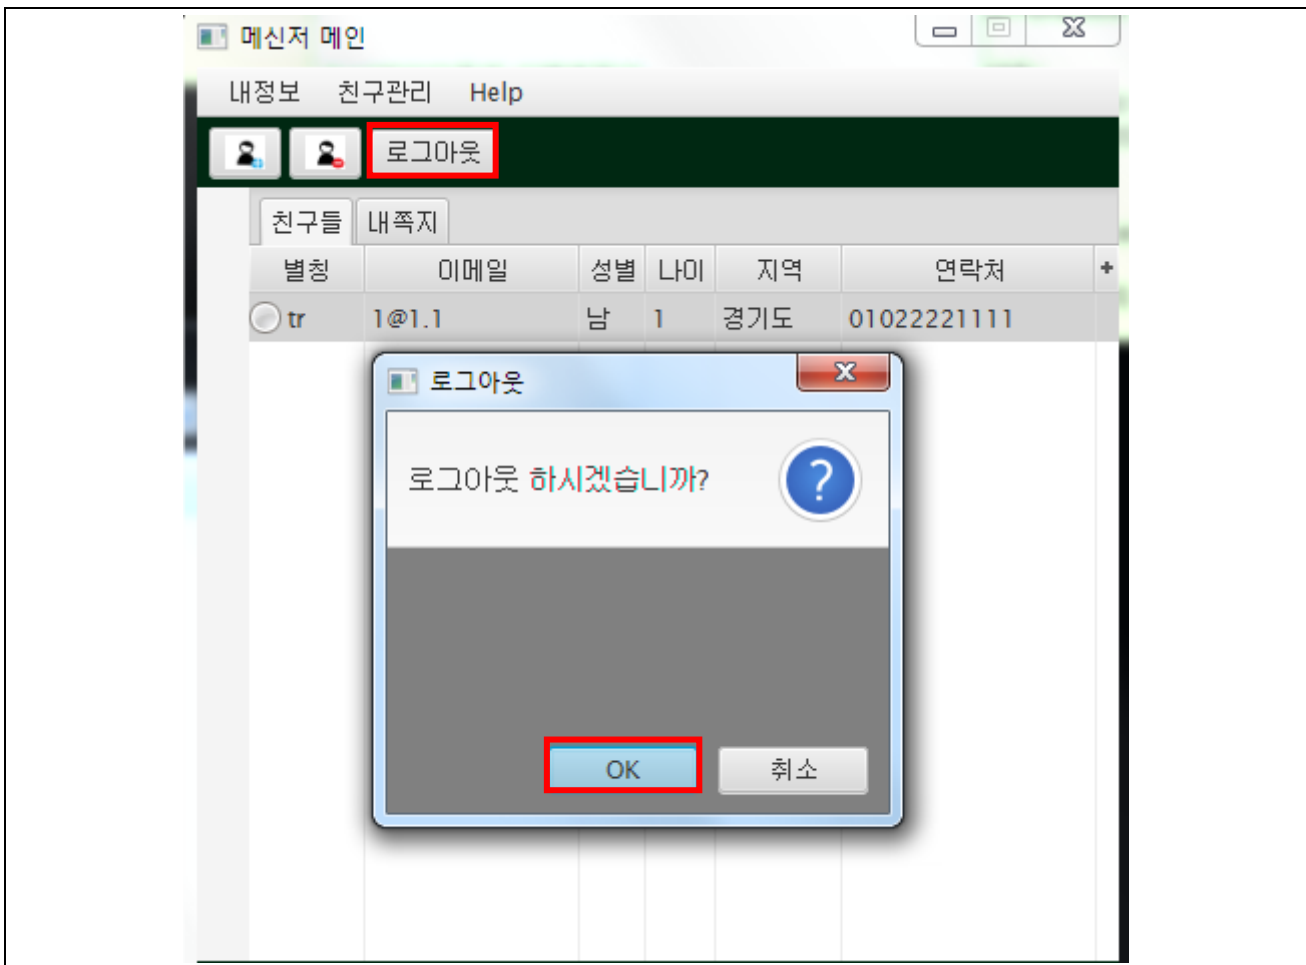 메신저 메인
내정보 친구관리 Help
로그아웃
친구들 내쪽지
별칭 이메일 성별 나이 지역 연락처 +
tr 1@1.1 남 1 경기도 01022221111
로그아웃
로그아웃 하시겠습니까?
?
OK 취소